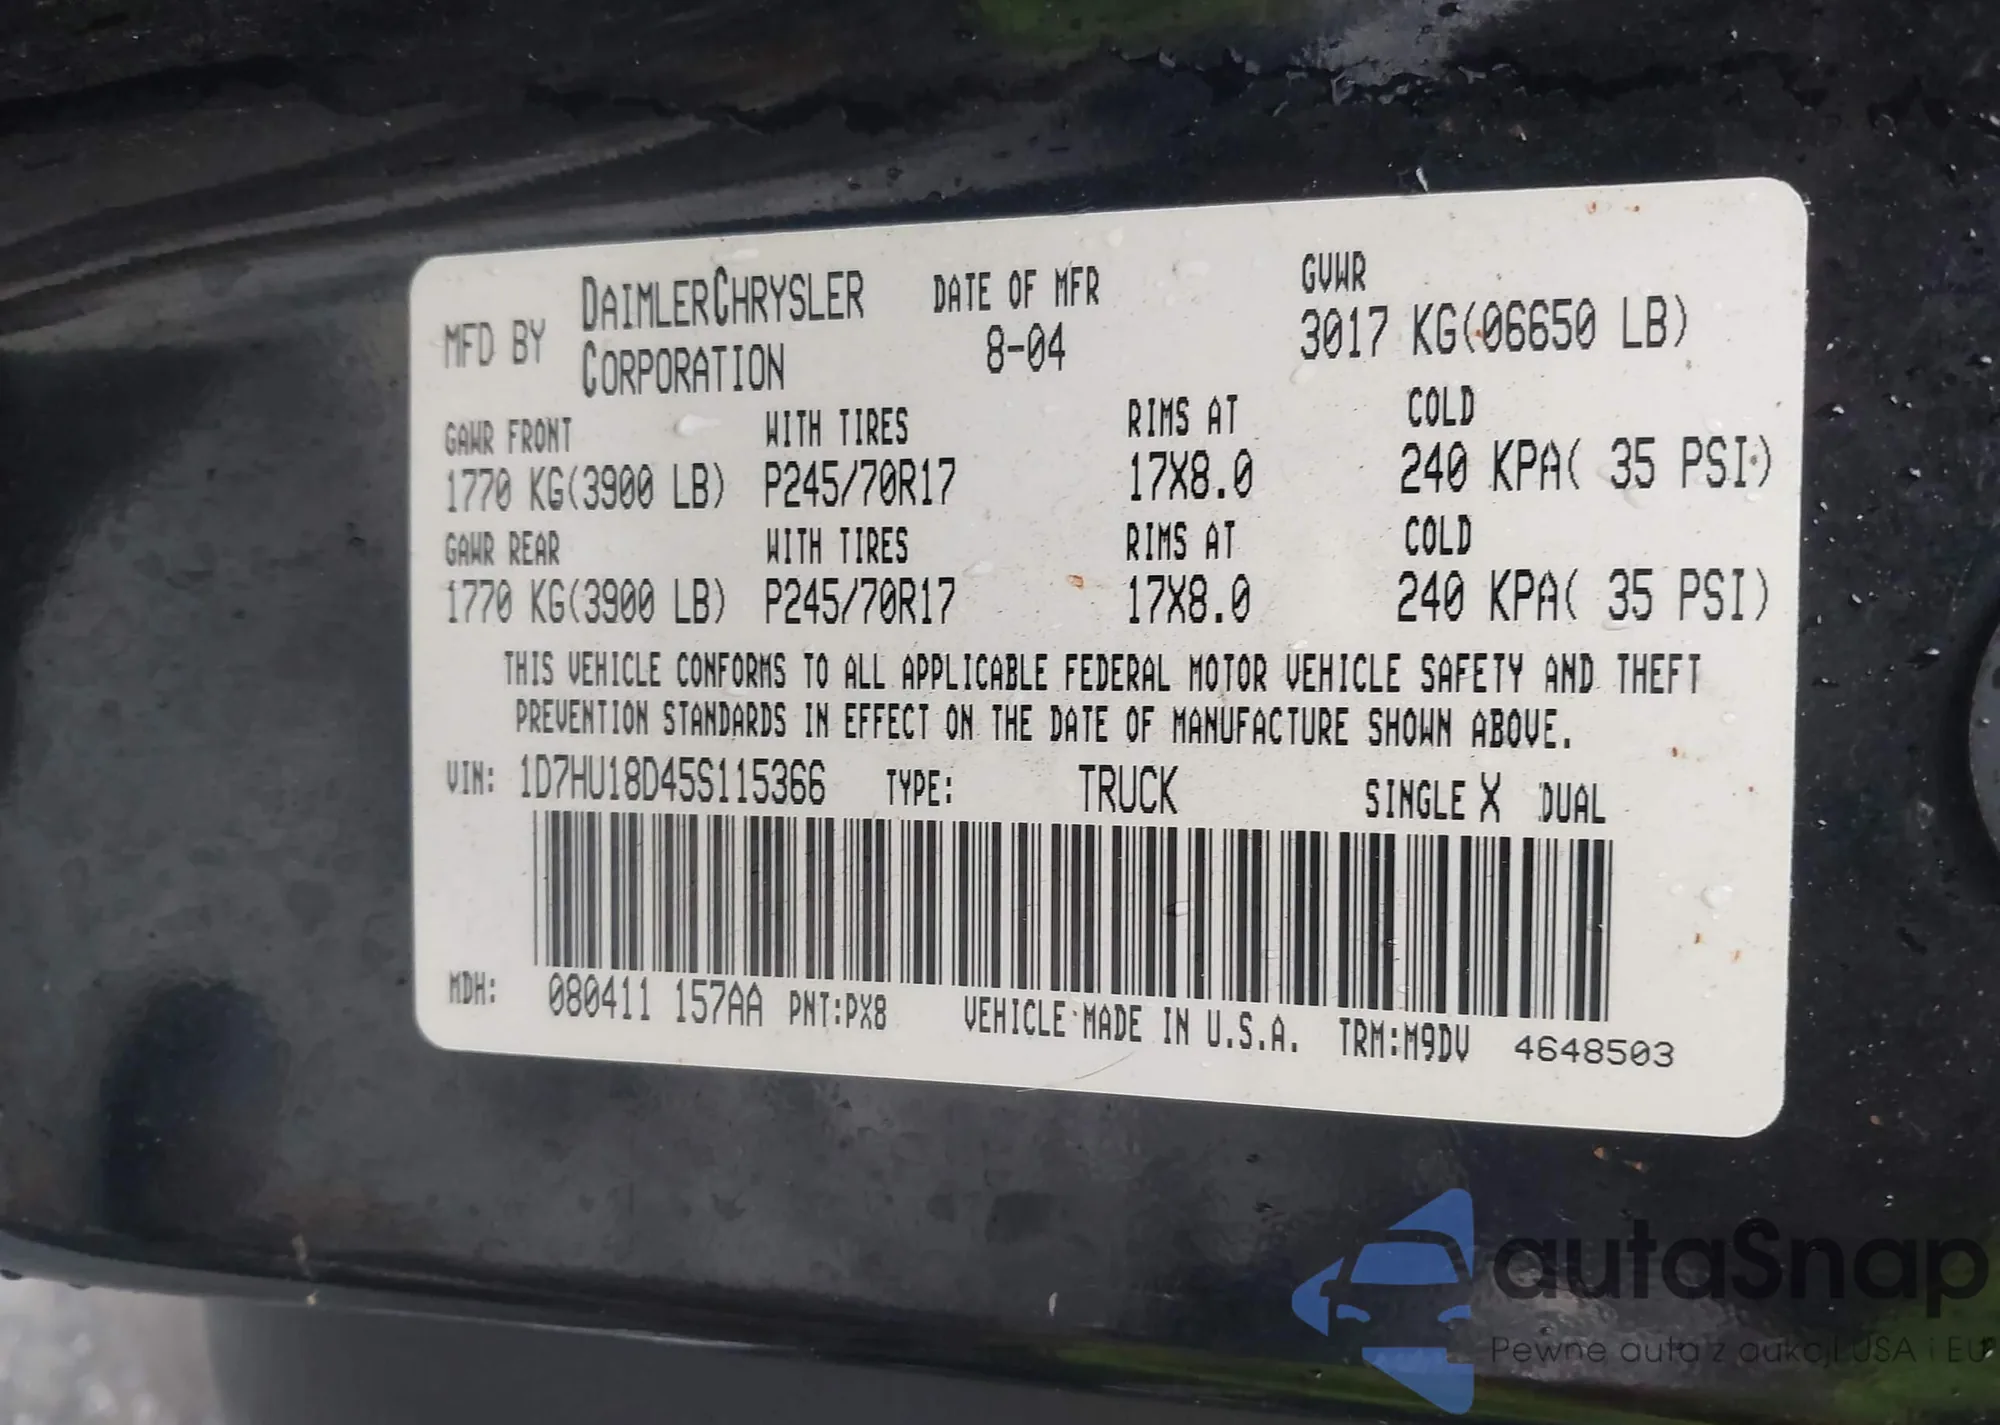 MFD BY DAIMLERCHRYSLER CORPORATION DATE OF MFR 8-04 GVWR 3017 KG(06650 LB)
GAWR FRONT WITH TIRES RIMS AT COLD
1770 KG(3900 LB) P245/70R17 17X8.0 240 KPA( 35 PSI)
GAWR REAR WITH TIRES RIMS AT COLD
1770 KG(3900 LB) P245/70R17 17X8.0 240 KPA( 35 PSI)
THIS VEHICLE CONFORMS TO ALL APPLICABLE FEDERAL MOTOR VEHICLE SAFETY AND THEFT
PREVENTION STANDARDS IN EFFECT ON THE DATE OF MANUFACTURE SHOWN ABOVE.
VIN: 1D7HU18D45S115366 TYPE: TRUCK SINGLE X DUAL
MDH: 080411 157AA PNT:PX8 VEHICLE MADE IN U.S.A. TRM:M9DV 4648503
autaSnap
Pewne auta z aukcji USA i EU